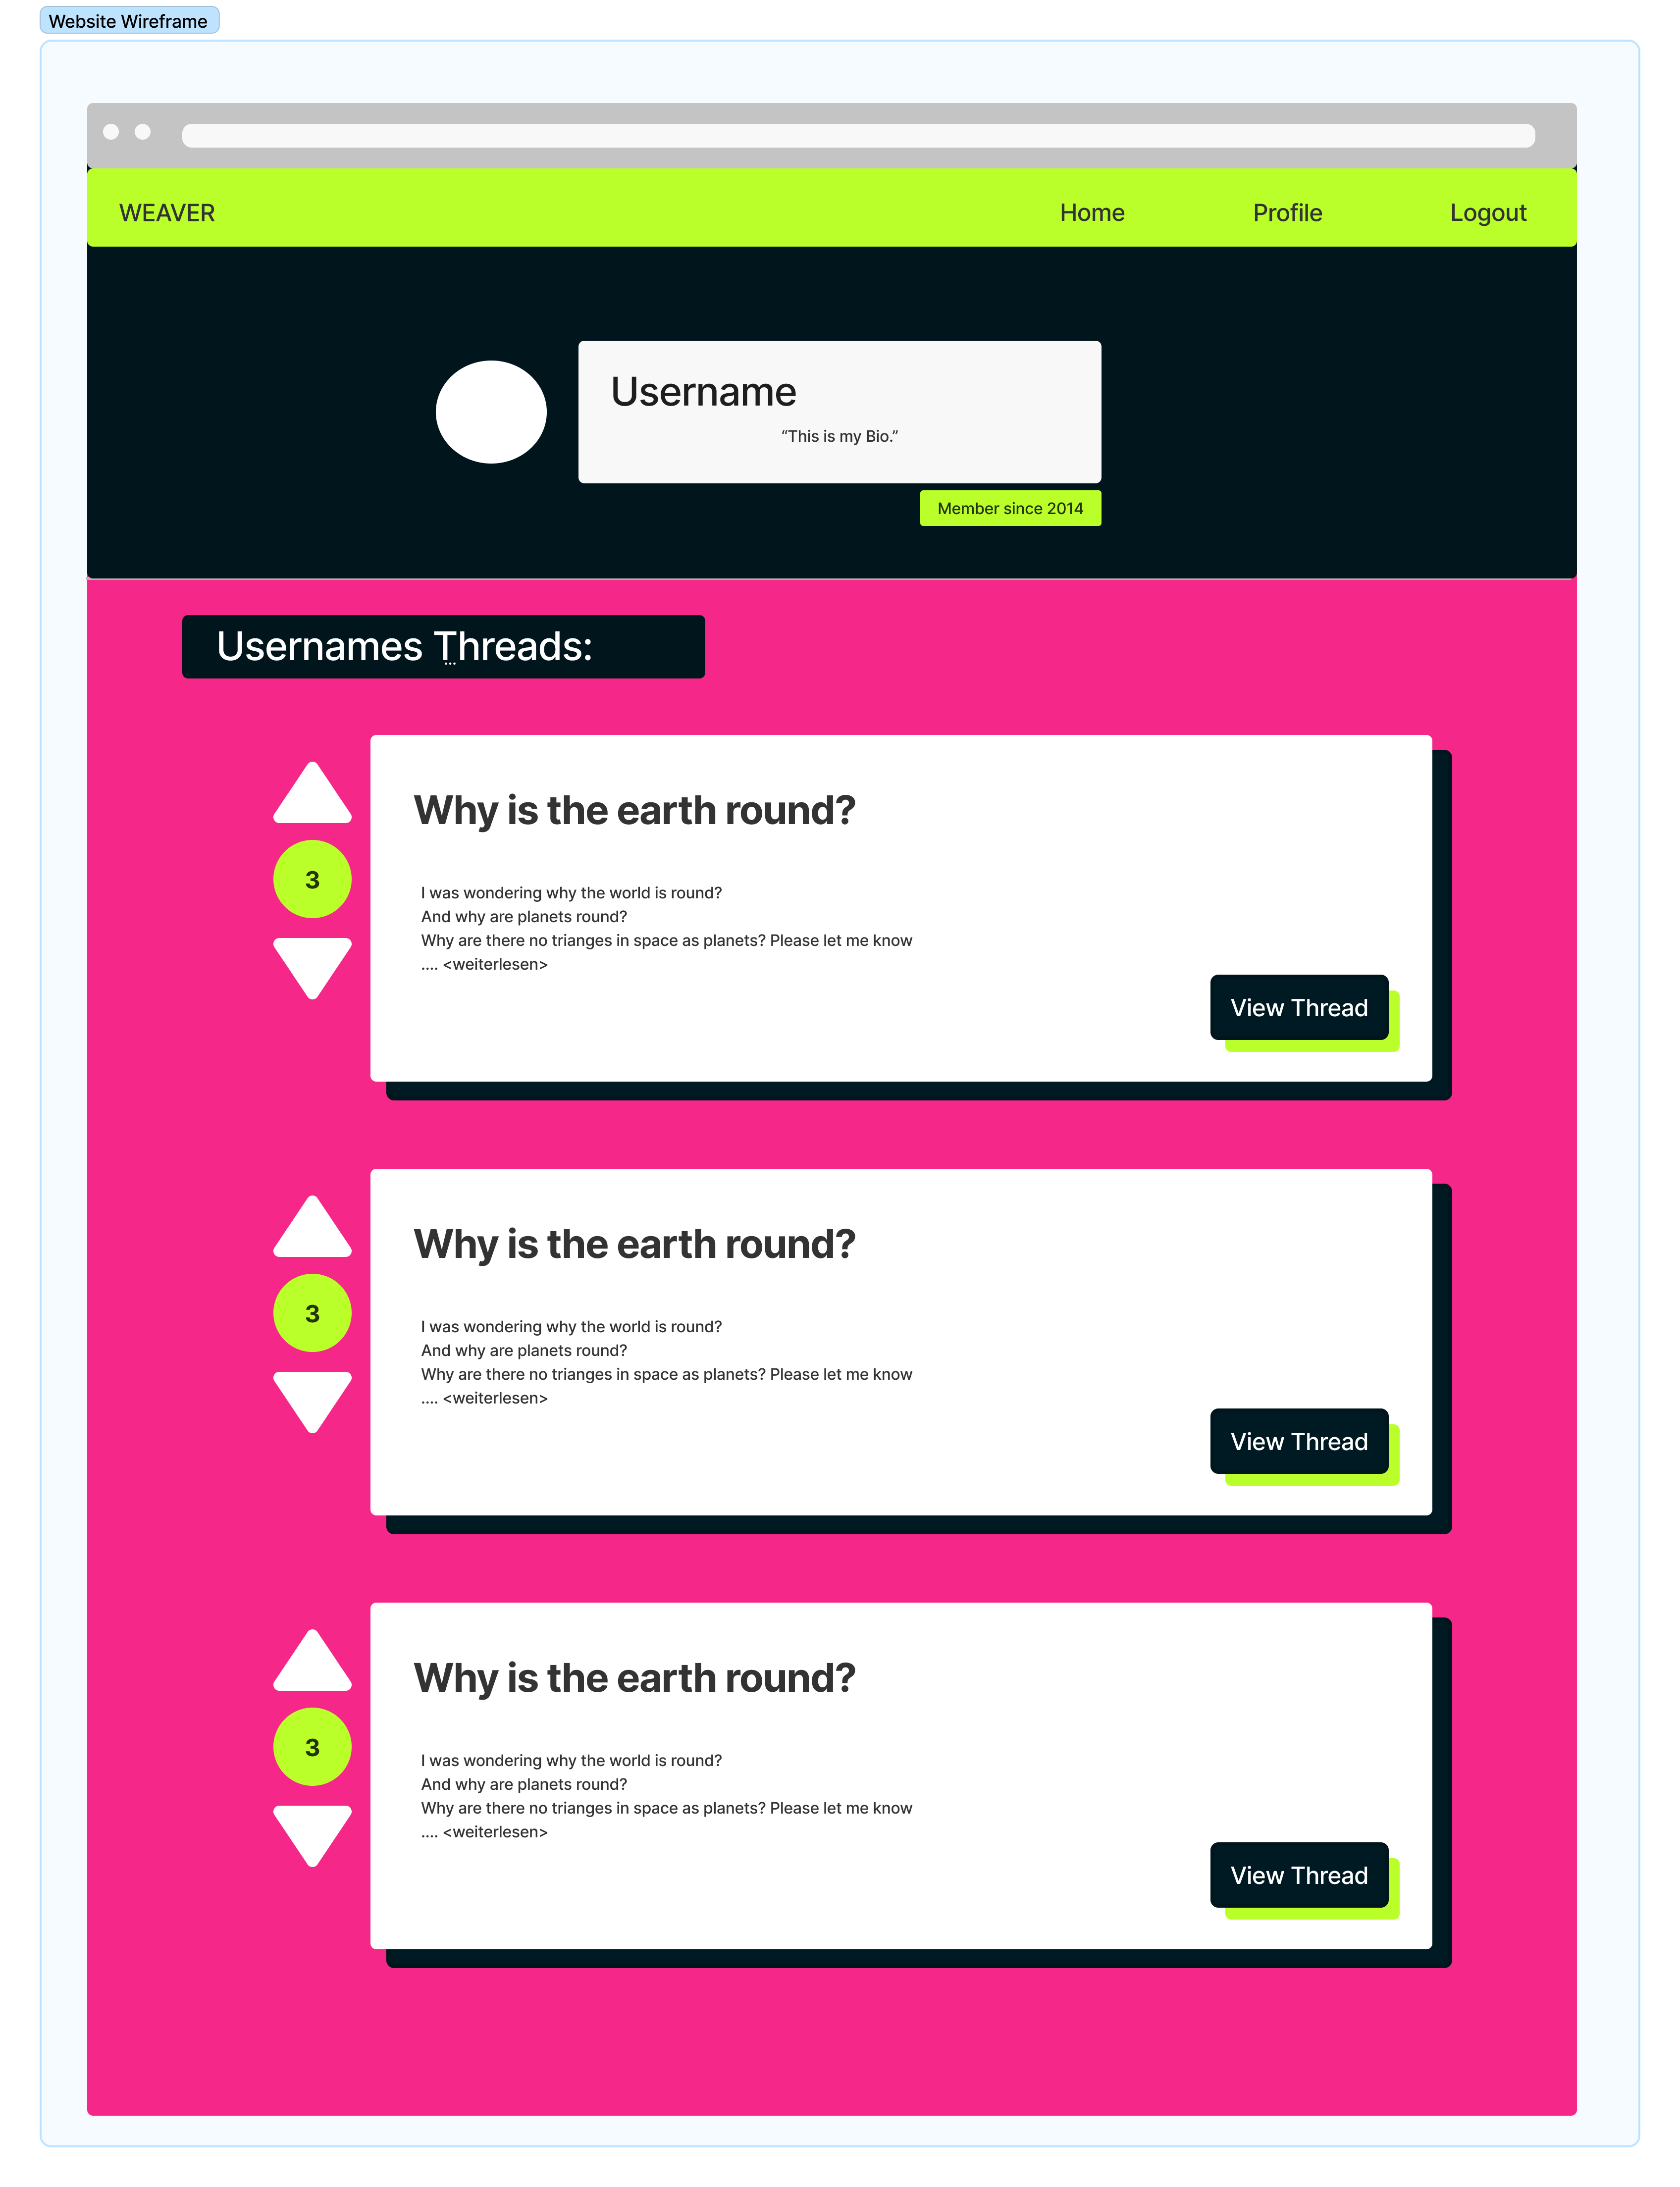 Website Wireframe
WEAVER
Home
Profile
Logout
Username
“This is my Bio.”
Member since 2014
Usernames Threads:
Why is the earth round?
3
I was wondering why the world is round?
And why are planets round?
Why are there no trianges in space as planets? Please let me know
.... <weiterlesen>
View Thread
Why is the earth round?
3
I was wondering why the world is round?
And why are planets round?
Why are there no trianges in space as planets? Please let me know
.... <weiterlesen>
View Thread
Why is the earth round?
3
I was wondering why the world is round?
And why are planets round?
Why are there no trianges in space as planets? Please let me know
.... <weiterlesen>
View Thread